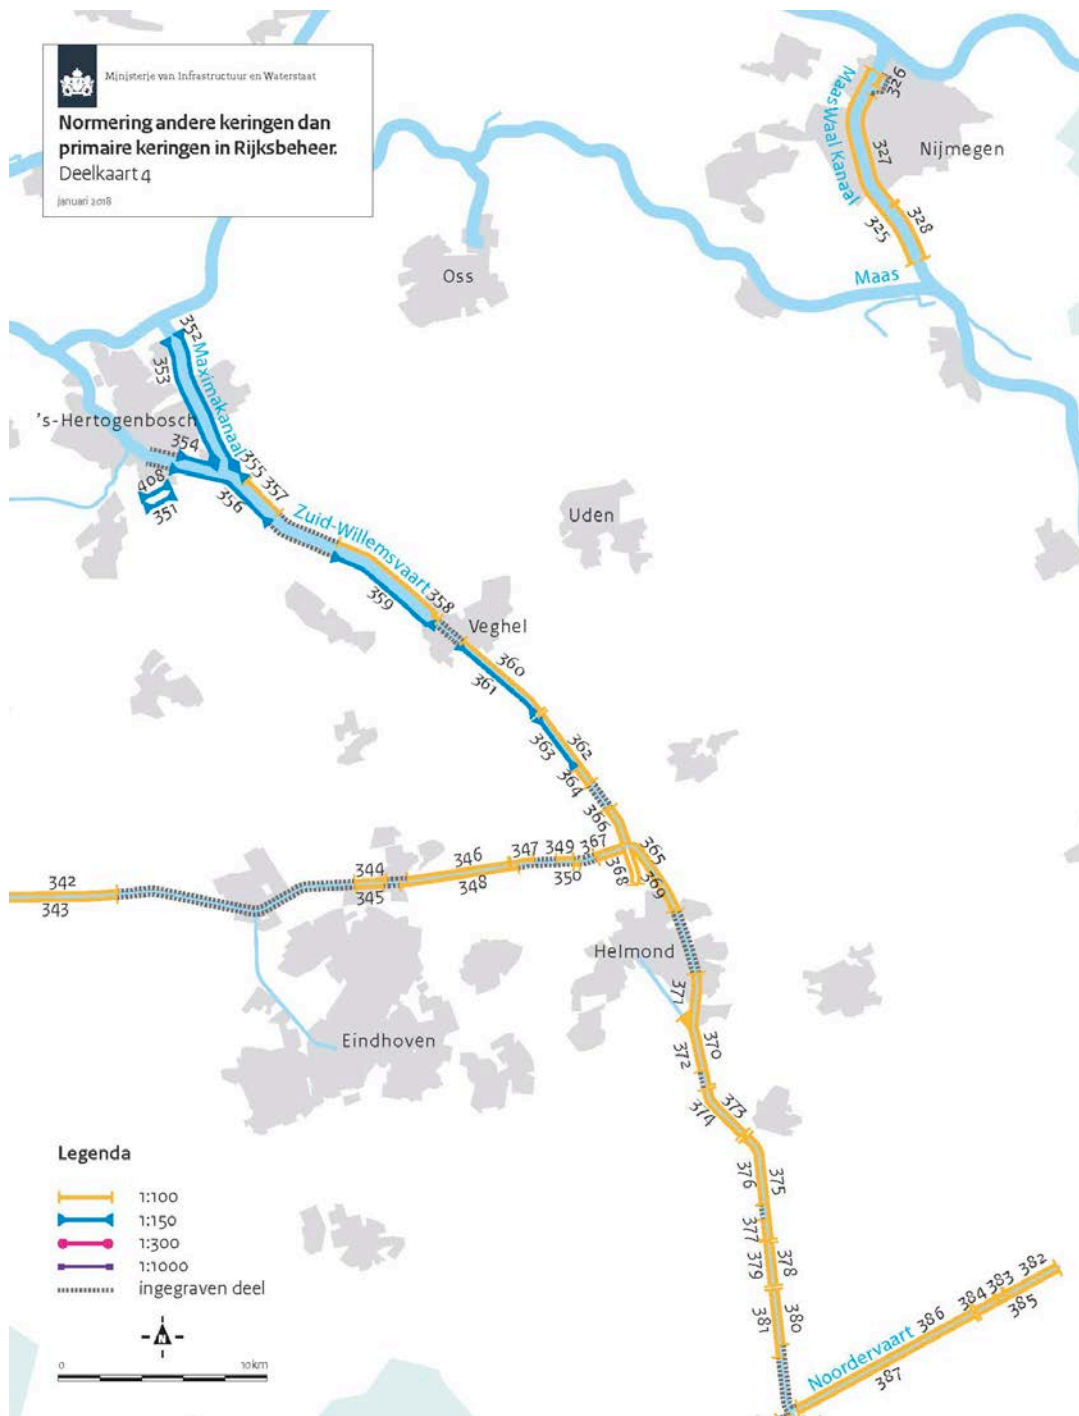 Ministerie van Infrastructuur en Waterstaat
Normering andere keringen dan
primaire keringen in Rijksbeheer.
Deelkaart 4
januari 2018
326
Maas Waal Kanaal
327
Nijmegen
328
325
Oss
Maas
352
353
Maximakanaal
's-Hertogenbosch
354
355
357
408
351
356
Zuid-Willemsvaart
Uden
358
359
Veghel
360
361
362
363
364
366
365
367
349
347
346
344
342
343
345
348
350
368
369
Helmond
371
370
Eindhoven
372
373
374
375
376
377
378
379
380
381
382
383
384
385
386
Noordervaart
387
Legenda
1:100
1:150
1:300
1:1000
ingegraven deel
N
0 10km